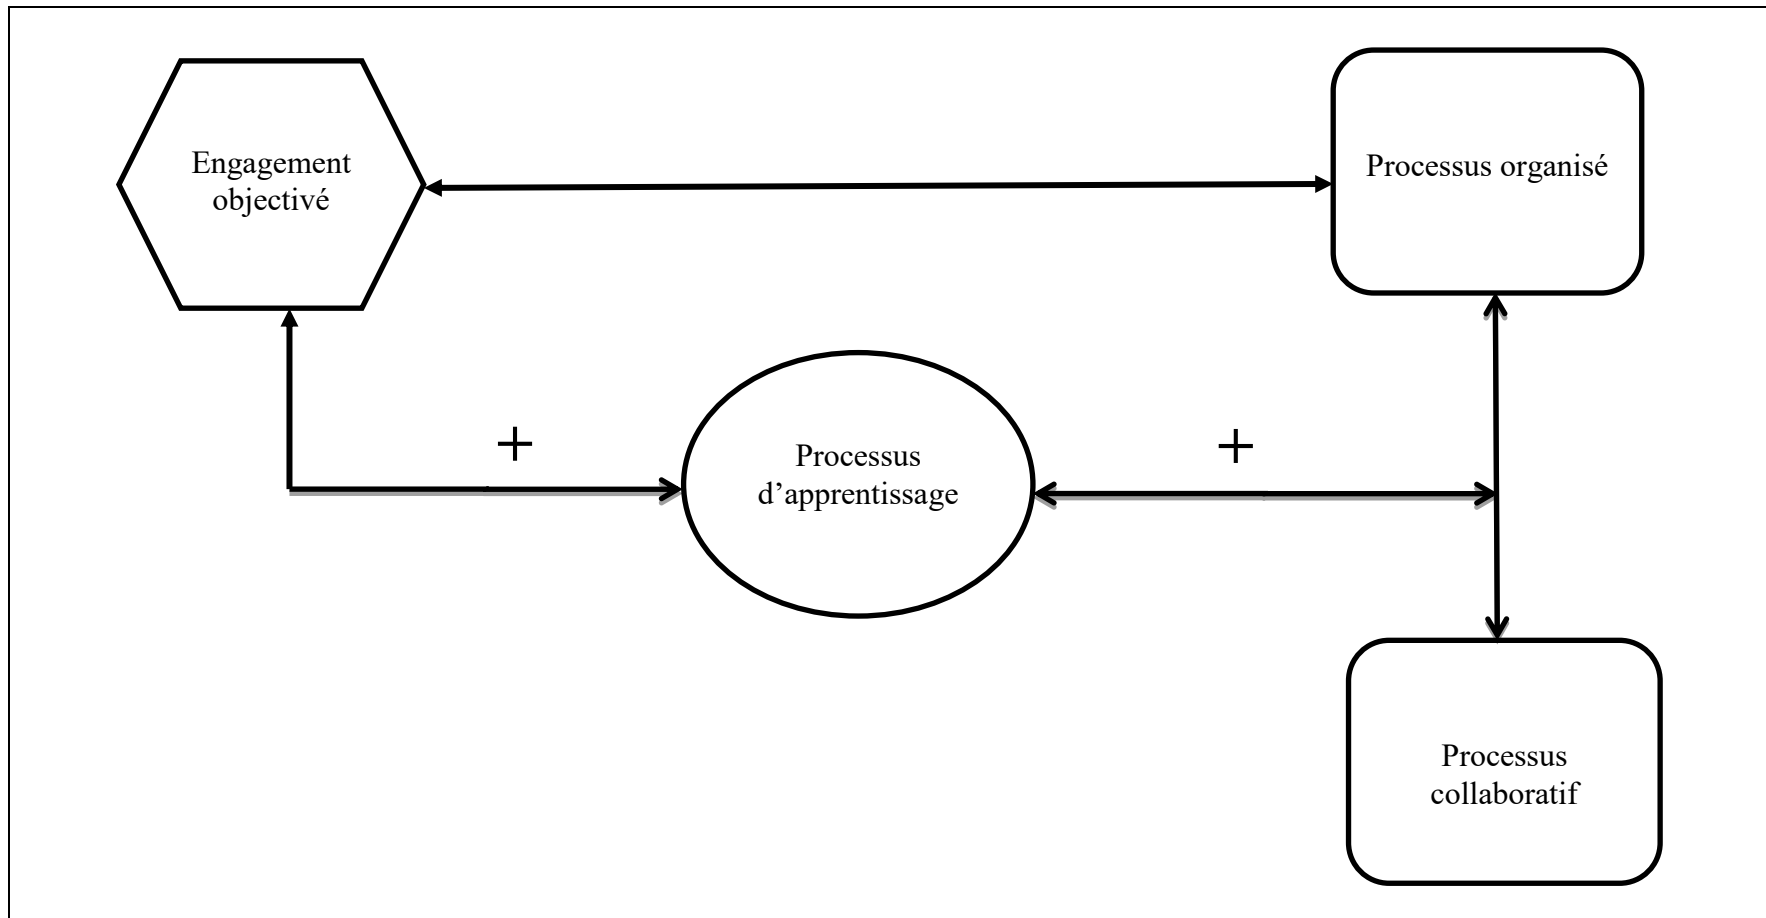 Engagement
objectivé
Processus organisé
+
+
Processus
d’apprentissage
Processus
collaboratif